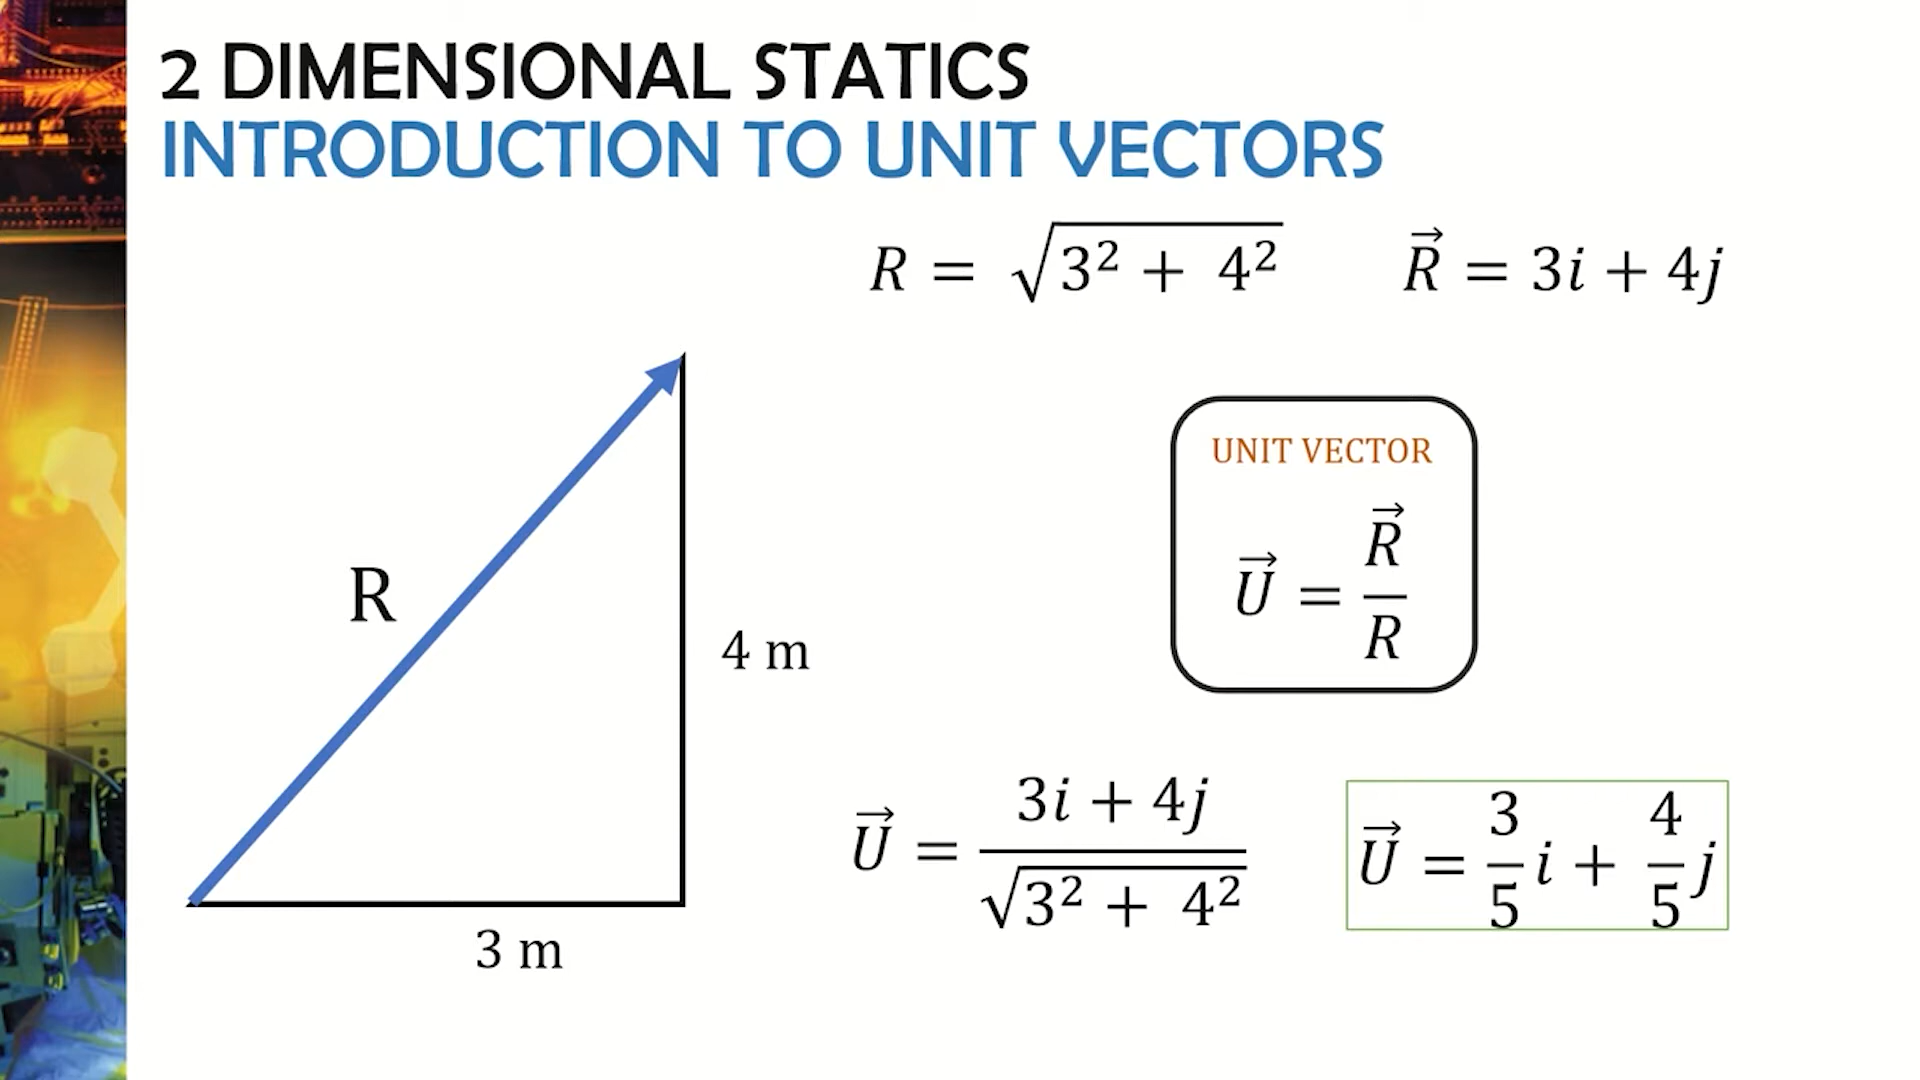 2 DIMENSIONAL STATICS
INTRODUCTION TO UNIT VECTORS
R = √(3² + 4²)
R⃗ = 3i + 4j
UNIT VECTOR
U⃗ = R⃗/R
R
4 m
3 m
U⃗ = (3i + 4j)/√(3² + 4²)
U⃗ = 3/5 i + 4/5 j